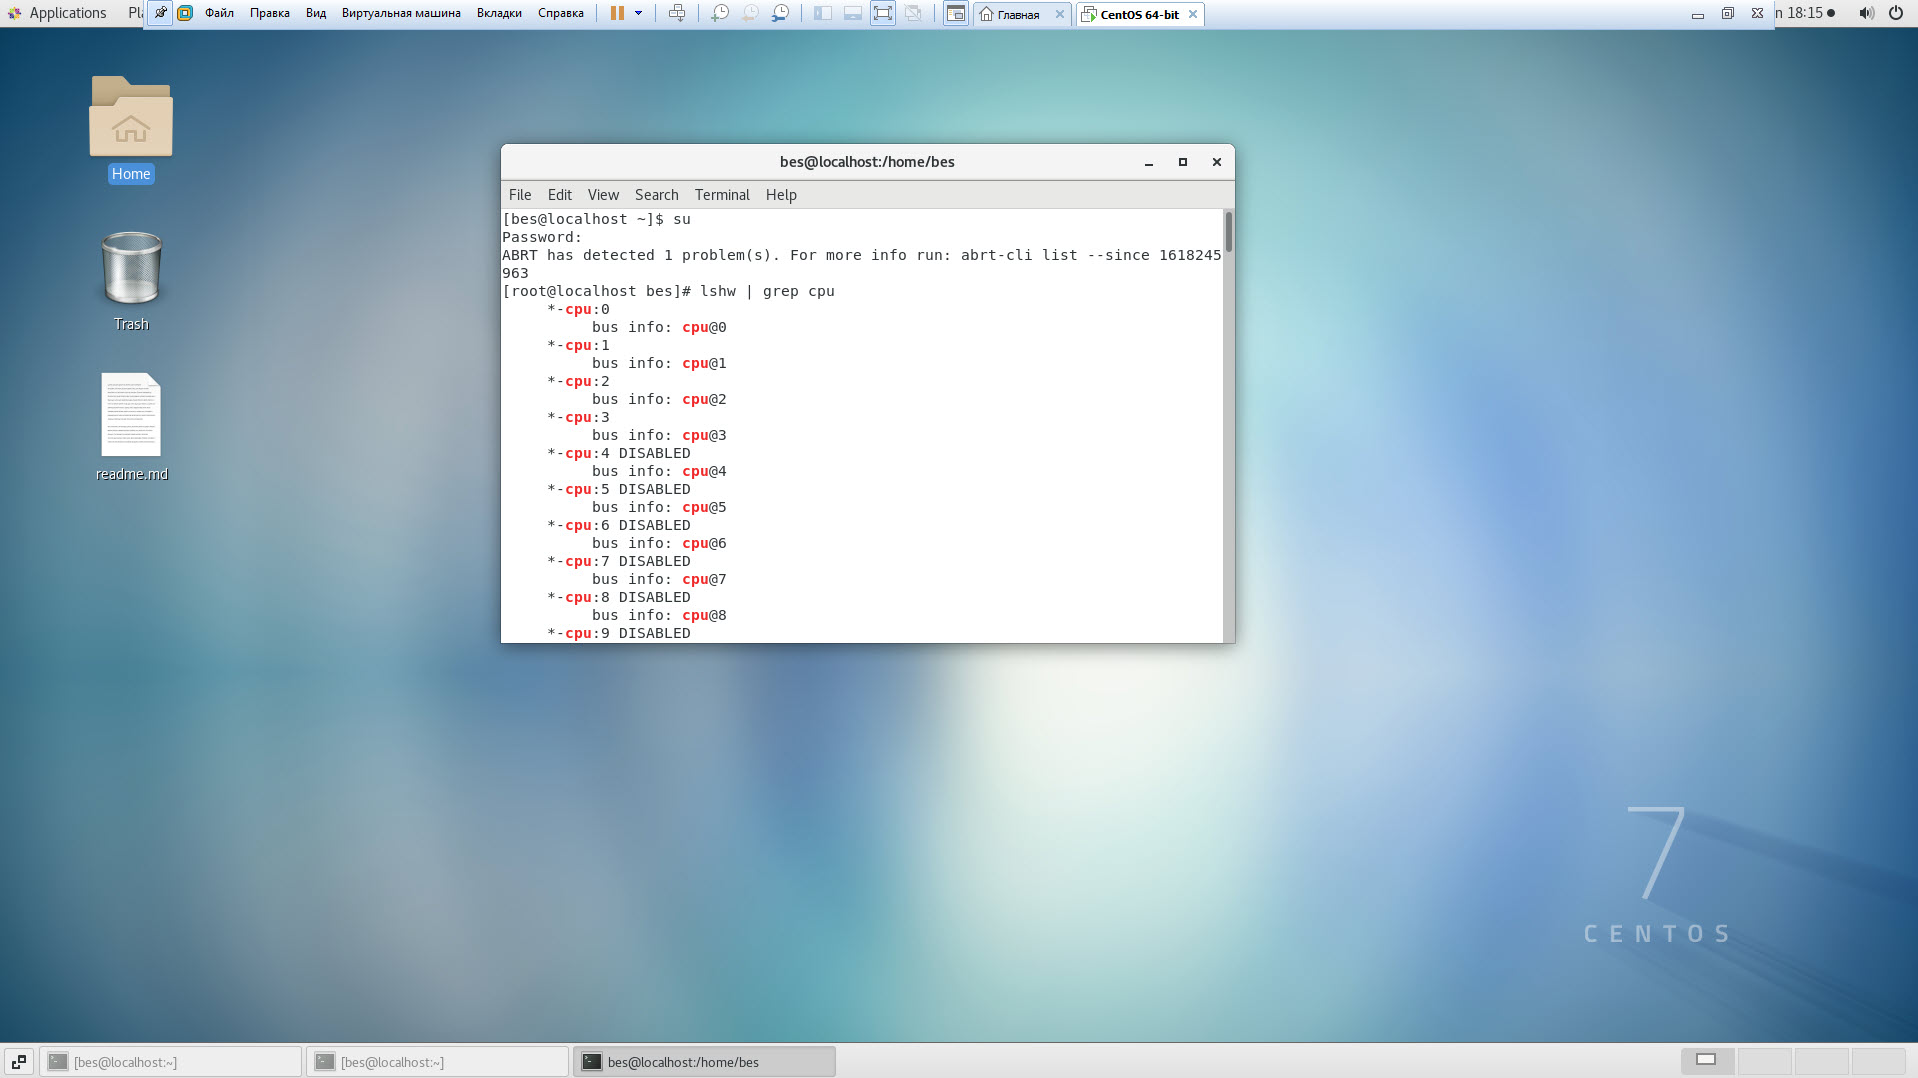 Applications Pl Файл Правка Вид Виртуальная машина Вкладки Справка Главная CentOS 64-bit n 18:15
Home
Trash
readme.md
bes@localhost:/home/bes
File Edit View Search Terminal Help
[bes@localhost ~]$ su
Password:
ABRT has detected 1 problem(s). For more info run: abrt-cli list --since 1618245
963
[root@localhost bes]# lshw | grep cpu
*-cpu:0
bus info: cpu@0
*-cpu:1
bus info: cpu@1
*-cpu:2
bus info: cpu@2
*-cpu:3
bus info: cpu@3
*-cpu:4 DISABLED
bus info: cpu@4
*-cpu:5 DISABLED
bus info: cpu@5
*-cpu:6 DISABLED
bus info: cpu@6
*-cpu:7 DISABLED
bus info: cpu@7
*-cpu:8 DISABLED
bus info: cpu@8
*-cpu:9 DISABLED
7
CENTOS
[bes@localhost:~] [bes@localhost:~] bes@localhost:/home/bes